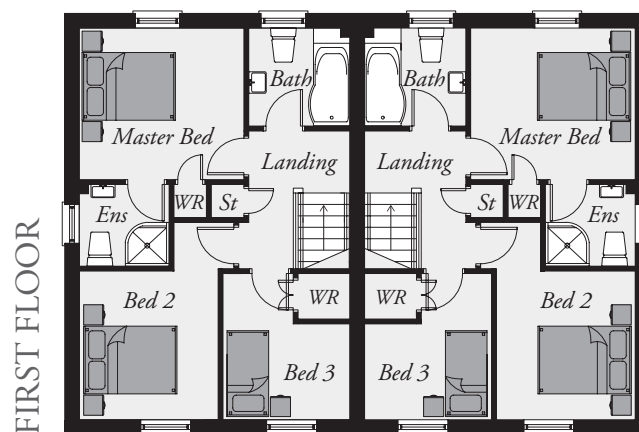 FIRST FLOOR
Bath Bath
Master Bed Master Bed
Landing Landing
Ens WR St St WR Ens
Bed 2 WR WR Bed 2
Bed 3 Bed 3